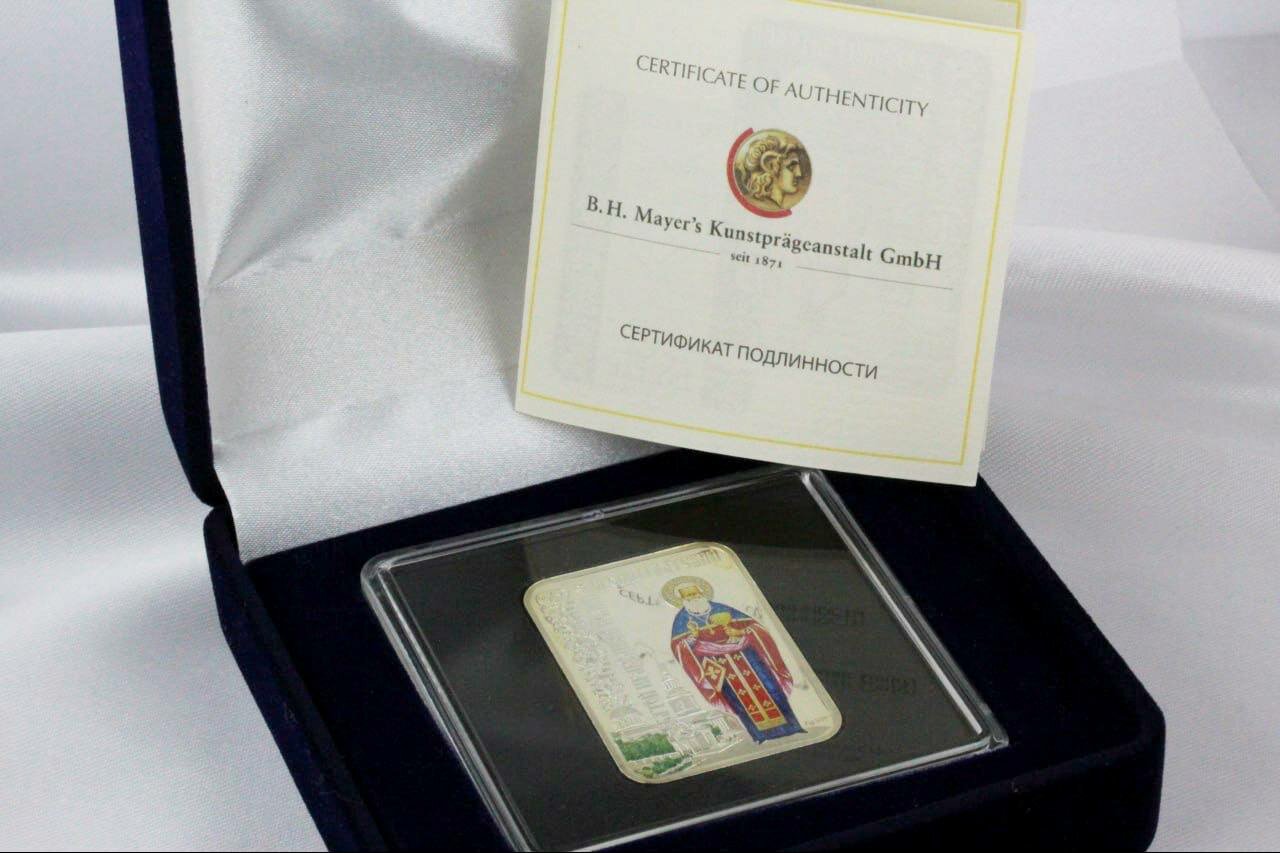 CERTIFICATE OF AUTHENTICITY
B.H. Mayer's Kunstprägeanstalt GmbH
seit 1871
СЕРТИФИКАТ ПОДЛИННОСТИ